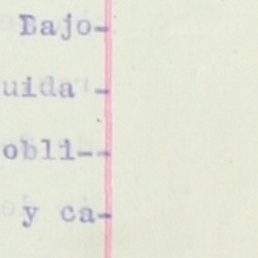 Bajo-
uida -
obli--
y ca-